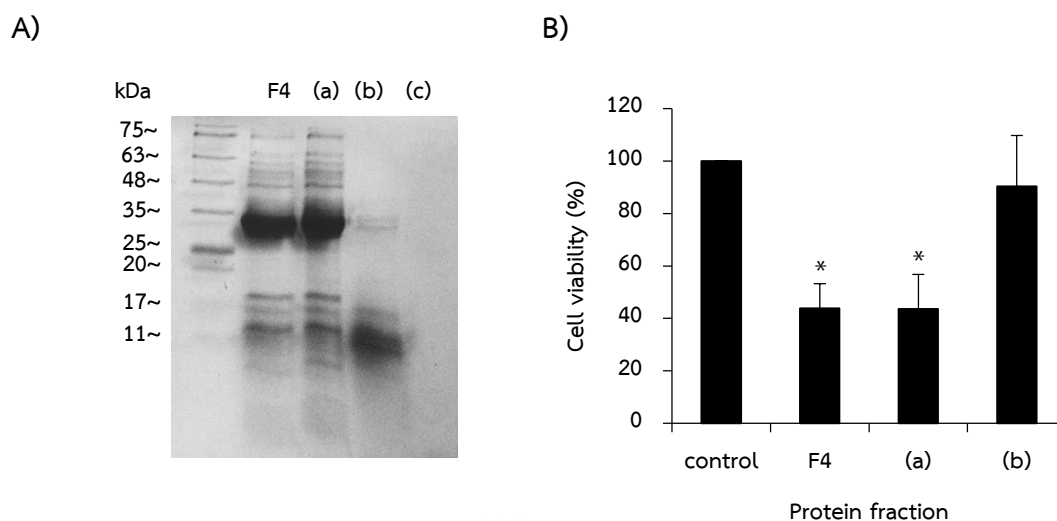 A)
kDa F4 (a) (b) (c)
75~
63~
48~
35~
25~
20~
17~
11~
B)
Cell viability (%)
120
100
80
60
40
20
0
* *
control F4 (a) (b)
Protein fraction